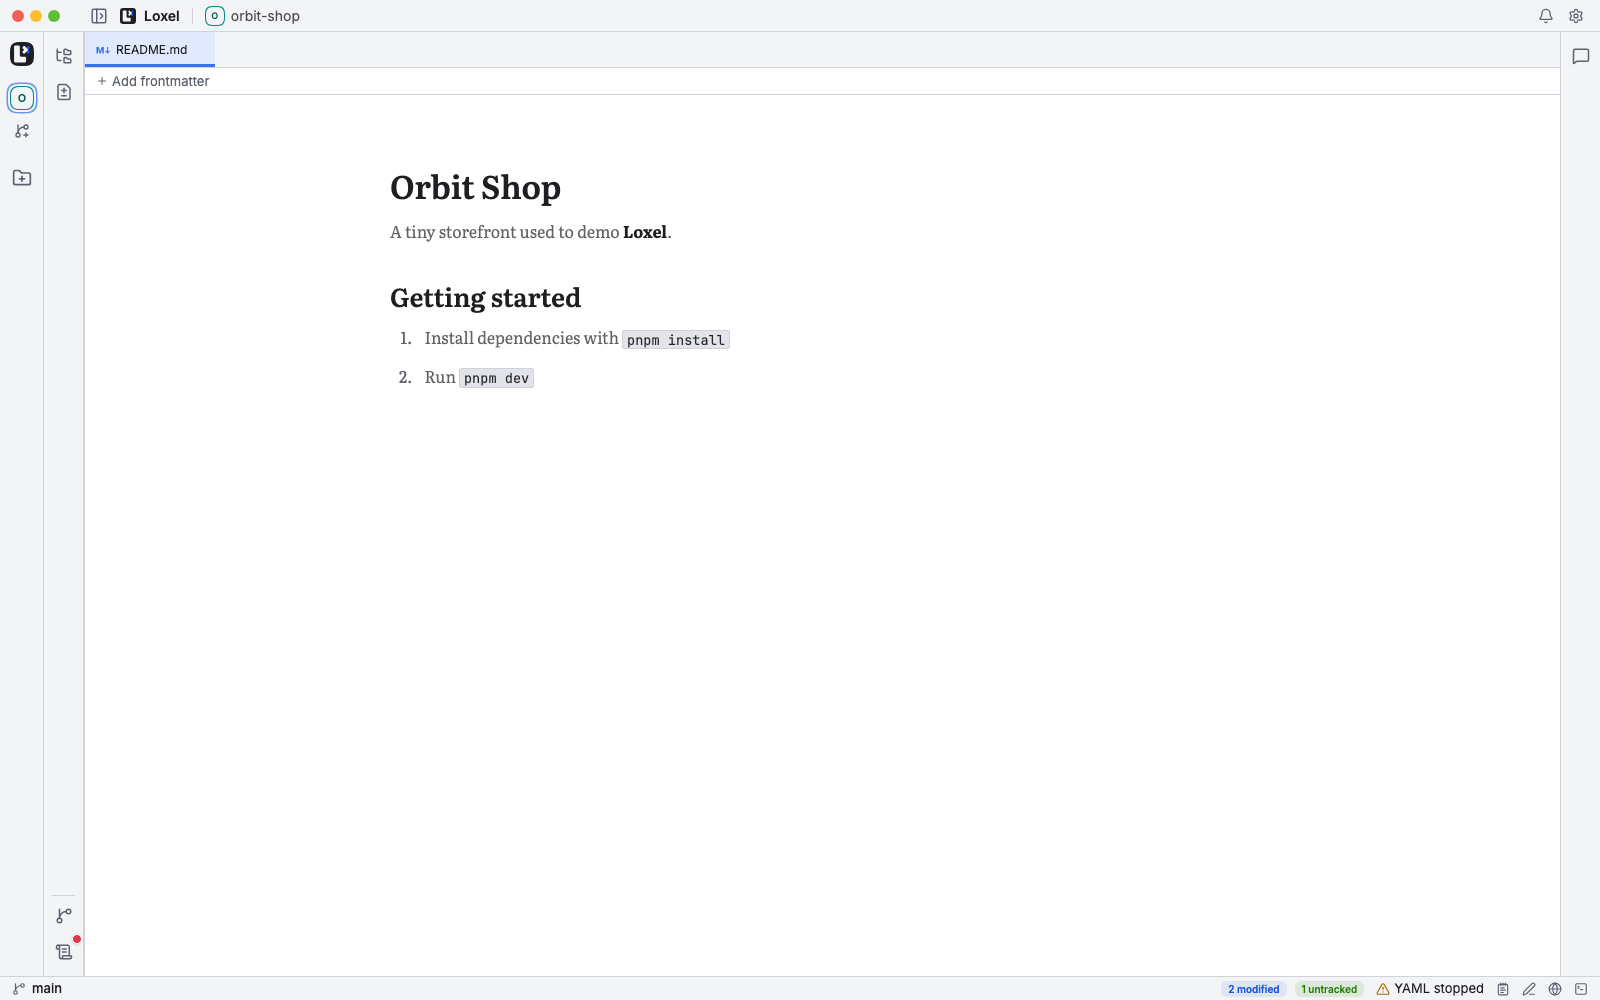 Loxel
O
orbit-shop
O
M↓ README.md
+ Add frontmatter
Orbit Shop
A tiny storefront used to demo Loxel.
Getting started
1. Install dependencies with pnpm install
2. Run pnpm dev
main
2 modified
1 untracked
YAML stopped